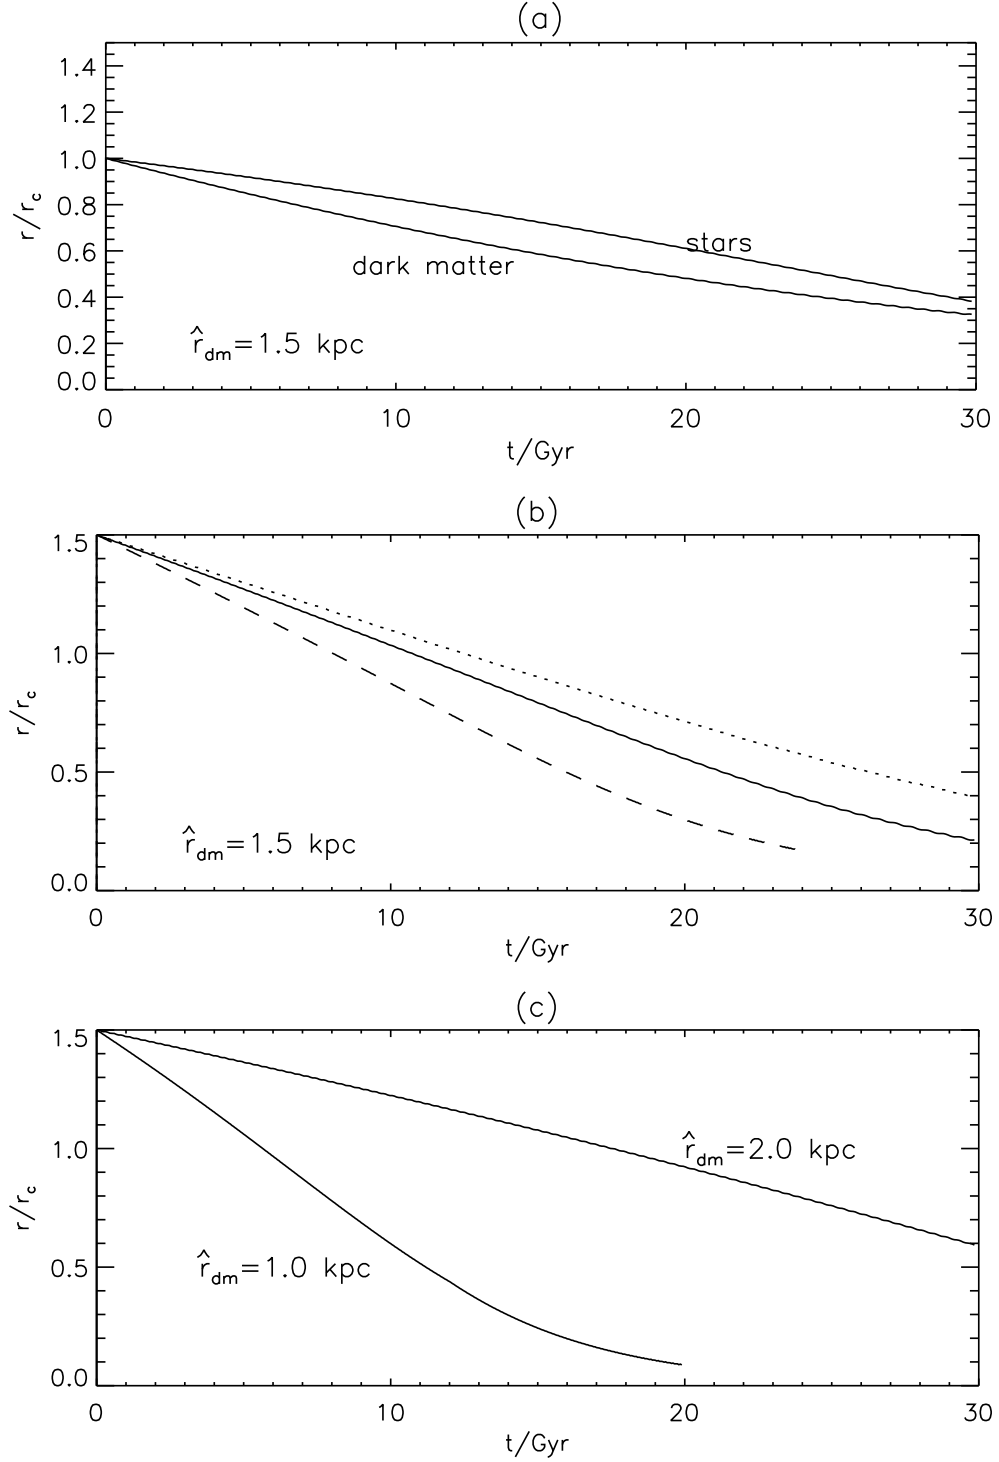 (a)
1.4
1.2
1.0
0.8
0.6
0.4
0.2
0.0
r/r_c
stars
dark matter
r̂_dm=1.5 kpc
0 10 20 30
t/Gyr
(b)
1.5
1.0
0.5
0.0
r/r_c
r̂_dm=1.5 kpc
0 10 20 30
t/Gyr
(c)
1.5
1.0
0.5
0.0
r/r_c
r̂_dm=2.0 kpc
r̂_dm=1.0 kpc
0 10 20 30
t/Gyr